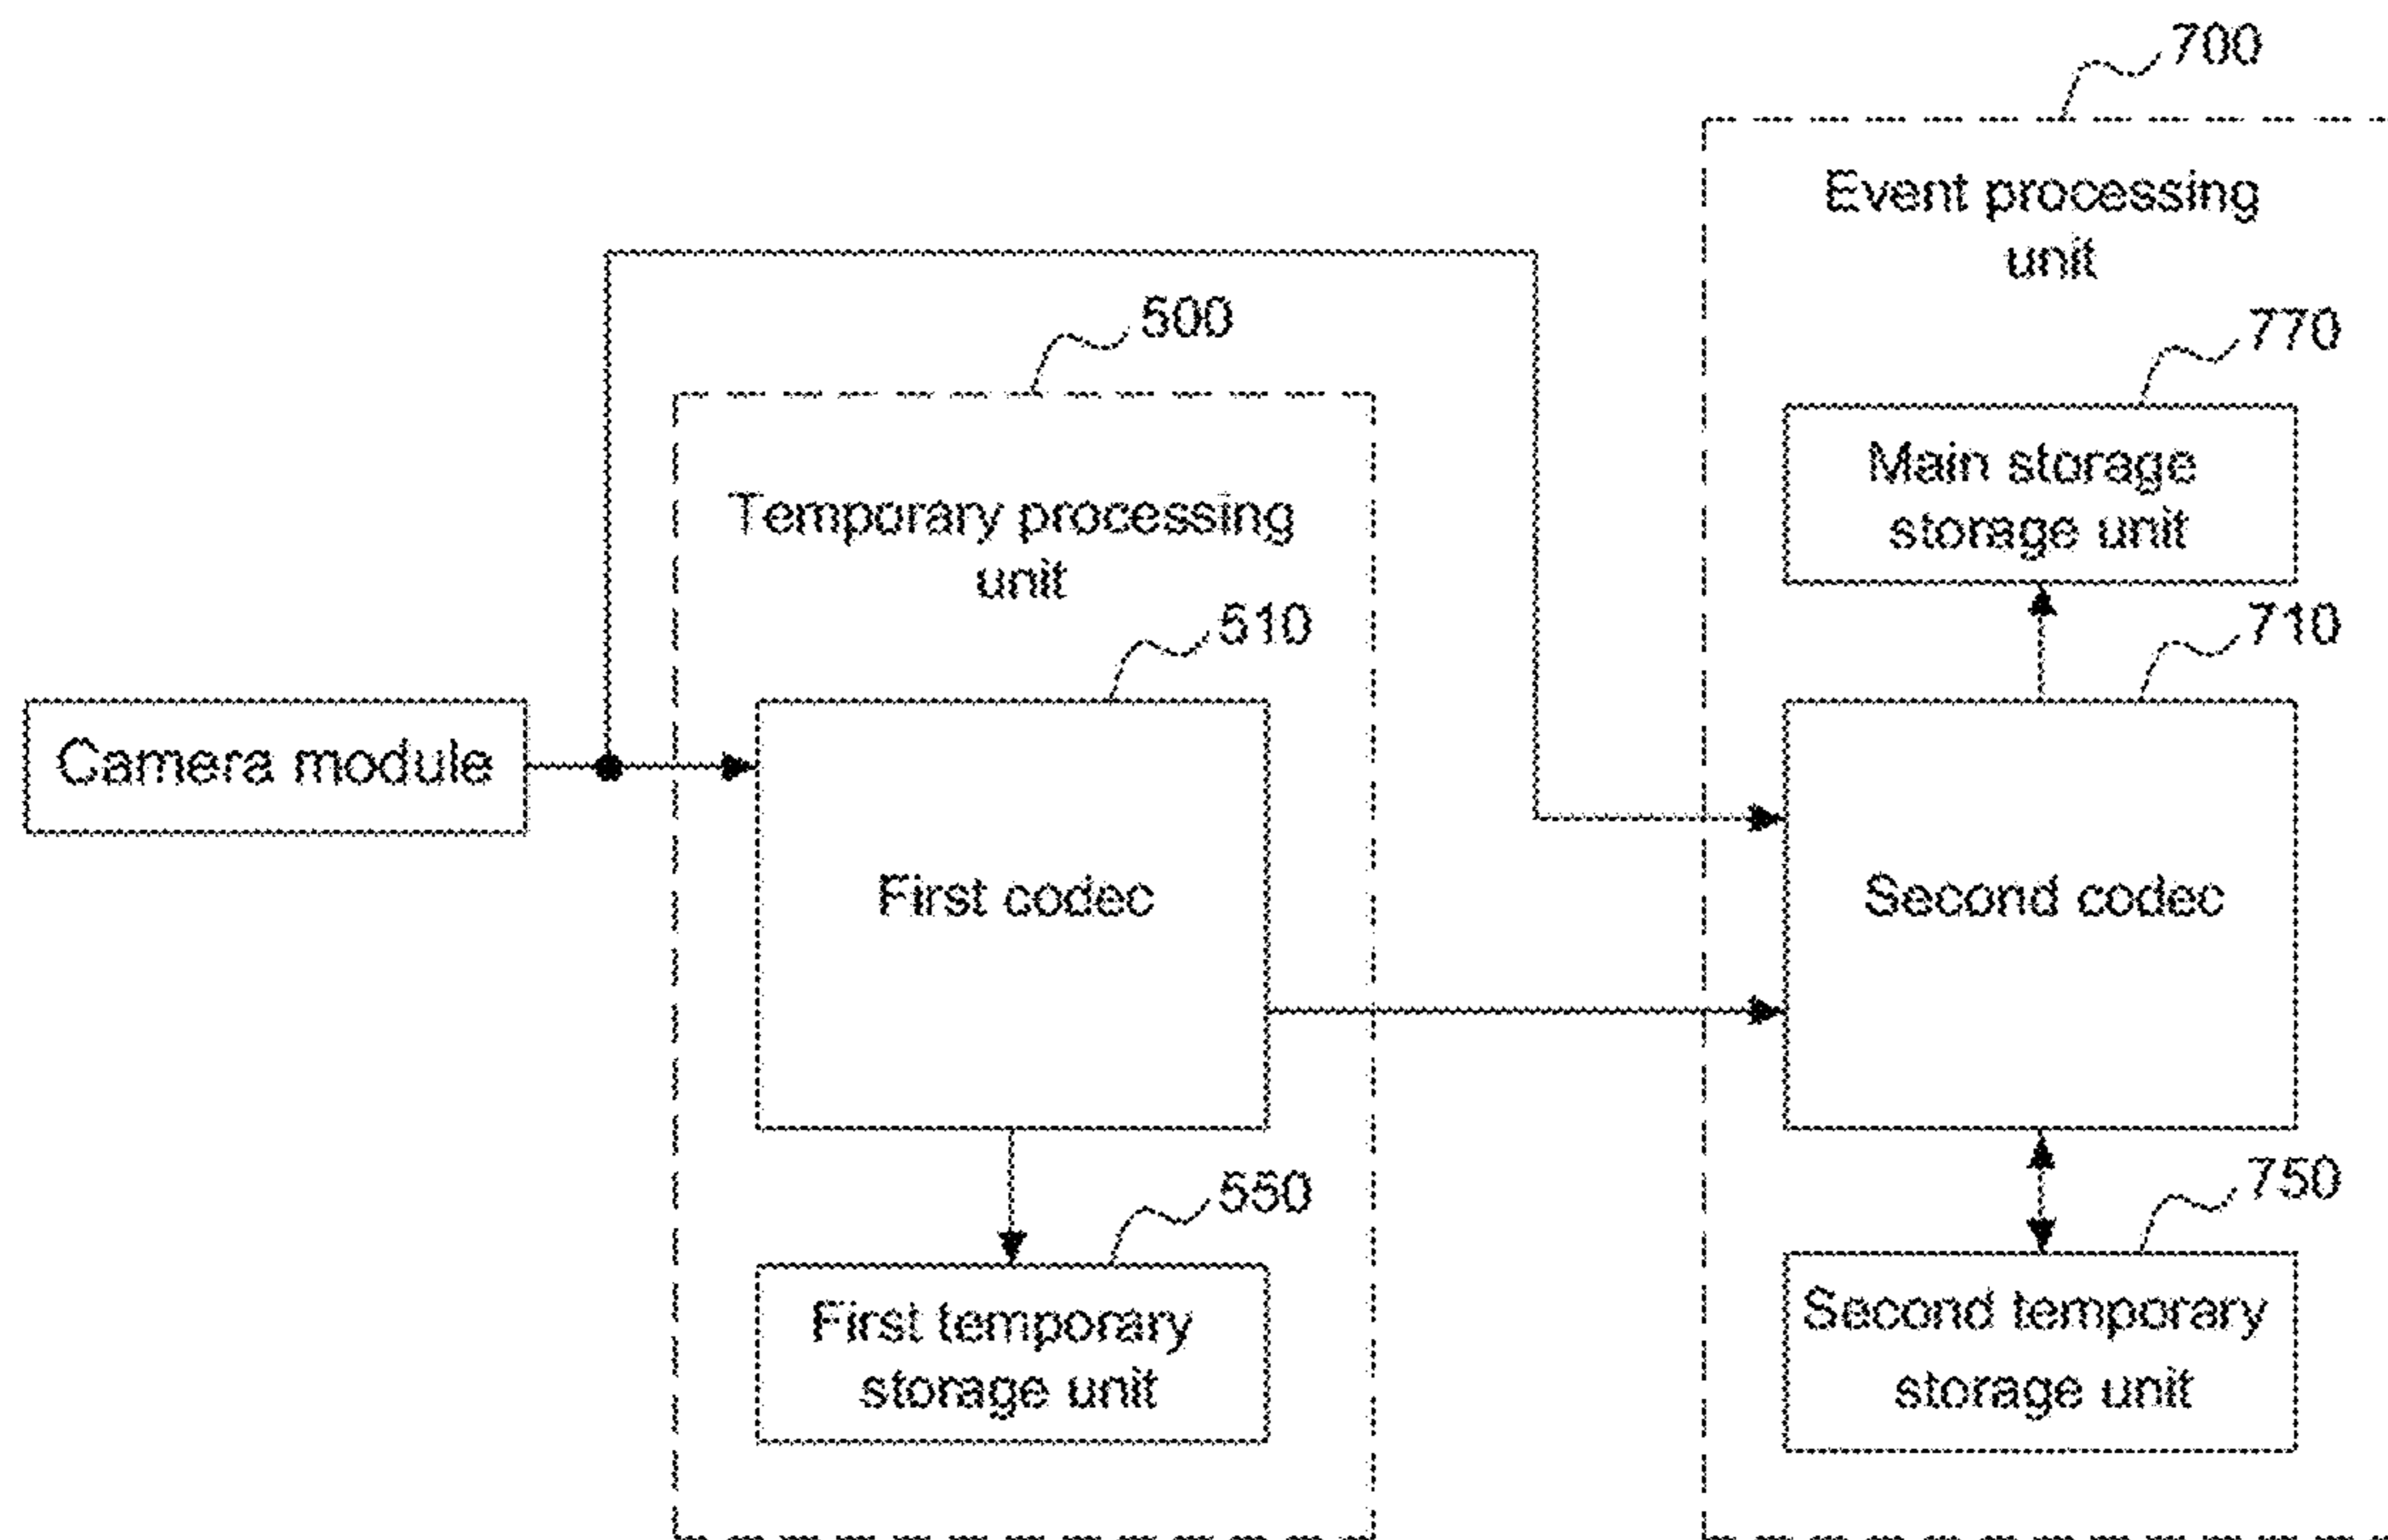 700
Event processing
unit
500
770
Temporary processing
unit
Main storage
storage unit
510
710
Camera module
First codec
Second codec
550
750
First temporary
storage unit
Second temporary
storage unit